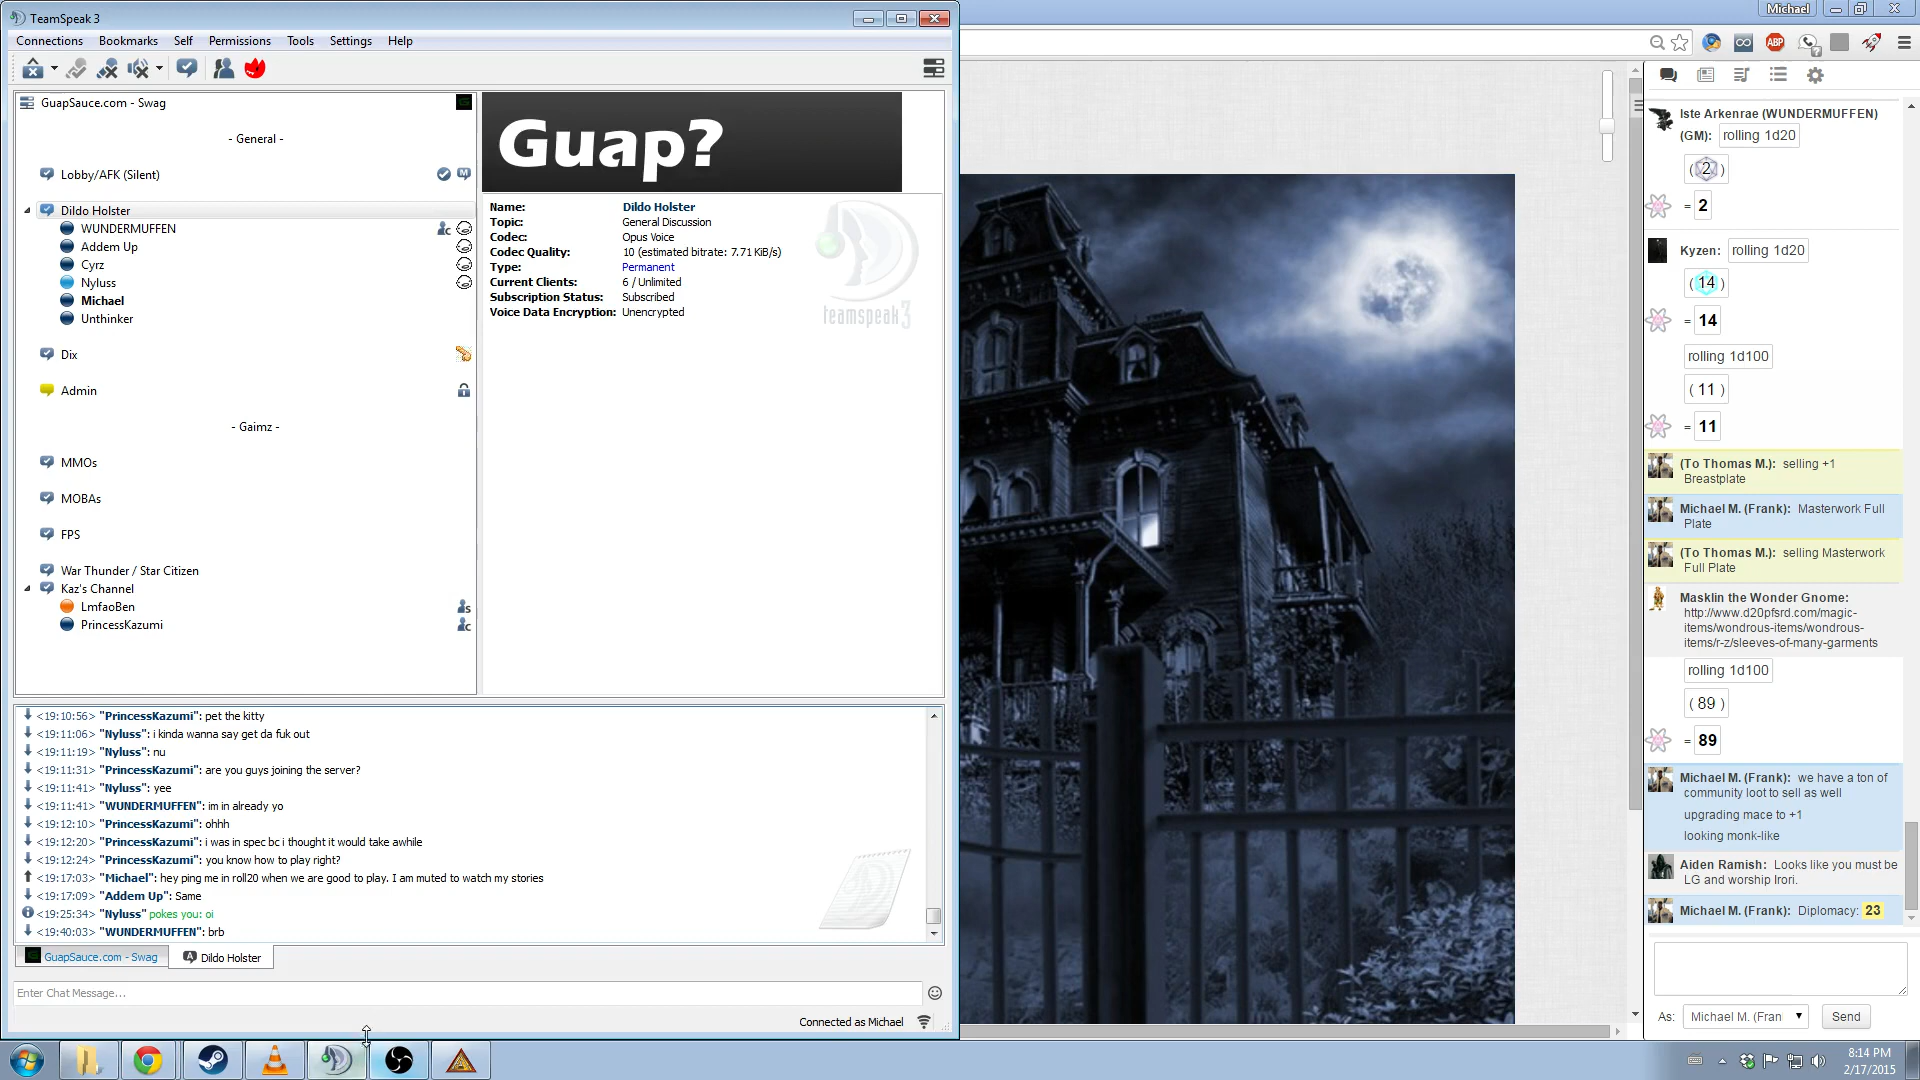 TeamSpeak 3
Connections Bookmarks Self Permissions Tools Settings Help
GuapSauce.com - Swag
- General -
Lobby/AFK (Silent)
Dildo Holster
WUNDERMUFFEN
Addem Up
Cyrz
Nyluss
Michael
Unthinker
Dix
Admin
- Gaimz -
MMOs
MOBAs
FPS
War Thunder / Star Citizen
Kaz's Channel
LmfaoBen
PrincessKazumi
Guap?
Name: Dildo Holster
Topic: General Discussion
Codec: Opus Voice
Codec Quality: 10 (estimated bitrate: 7.71 KiB/s)
Type: Permanent
Current Clients: 6 / Unlimited
Subscription Status: Subscribed
Voice Data Encryption: Unencrypted
teamspeak3
<19:10:56> "PrincessKazumi": pet the kitty
<19:11:06> "Nyluss": i kinda wanna say get da fuk out
<19:11:19> "Nyluss": nu
<19:11:31> "PrincessKazumi": are you guys joining the server?
<19:11:41> "Nyluss": yee
<19:11:41> "WUNDERMUFFEN": im in already yo
<19:12:10> "PrincessKazumi": ohhh
<19:12:20> "PrincessKazumi": i was in spec bc i thought it would take awhile
<19:12:24> "PrincessKazumi": you know how to play right?
<19:17:03> "Michael": hey ping me in roll20 when we are good to play. I am muted to watch my stories
<19:17:09> "Addem Up": Same
<19:25:34> "Nyluss" pokes you: oi
<19:40:03> "WUNDERMUFFEN": brb
GuapSauce.com - Swag
Dildo Holster
Enter Chat Message...
Connected as Michael
Michael
ABP
Iste Arkenrae (WUNDERMUFFEN)
(GM): rolling 1d20
(2)
= 2
Kyzen: rolling 1d20
(14)
= 14
rolling 1d100
( 11 )
= 11
(To Thomas M.): selling +1
Breastplate
Michael M. (Frank): Masterwork Full
Plate
(To Thomas M.): selling Masterwork
Full Plate
Masklin the Wonder Gnome:
http://www.d20pfsrd.com/magic-
items/wondrous-items/wondrous-
items/r-z/sleeves-of-many-garments
rolling 1d100
( 89 )
= 89
Michael M. (Frank): we have a ton of
community loot to sell as well
upgrading mace to +1
looking monk-like
Aiden Ramish: Looks like you must be
LG and worship Irori.
Michael M. (Frank): Diplomacy: 23
As: Michael M. (Fran
Send
8:14 PM
2/17/2015